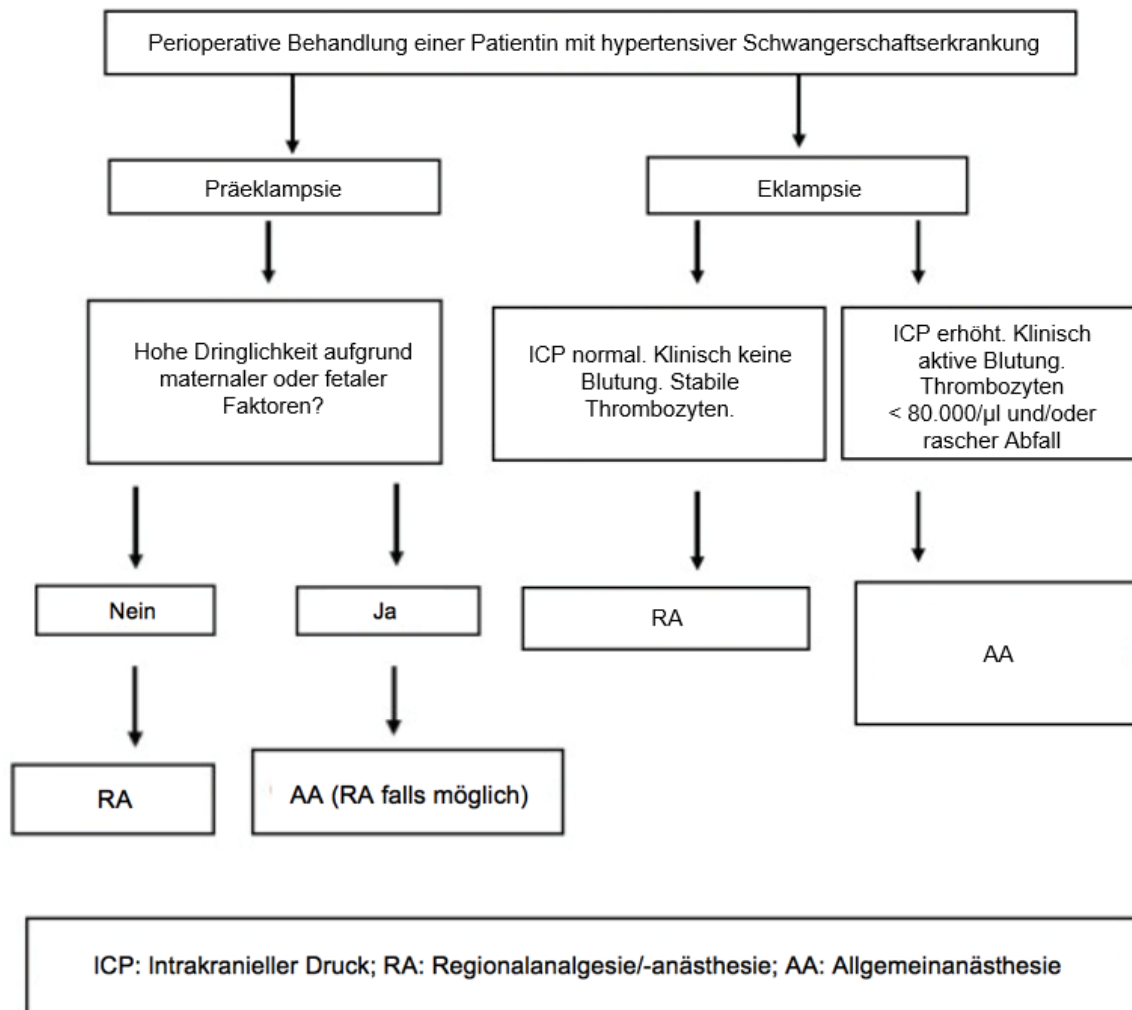 Perioperative Behandlung einer Patientin mit hypertensiver Schwangerschaftserkrankung
Präeklampsie
Eklampsie
Hohe Dringlichkeit aufgrund
maternaler oder fetaler
Faktoren?
ICP normal. Klinisch keine
Blutung. Stabile
Thrombozyten.
ICP erhöht. Klinisch
aktive Blutung.
Thrombozyten
< 80.000/µl und/oder
rascher Abfall
Nein
Ja
RA
AA
RA
AA (RA falls möglich)
ICP: Intrakranieller Druck; RA: Regionalanalgesie/-anästhesie; AA: Allgemeinanästhesie